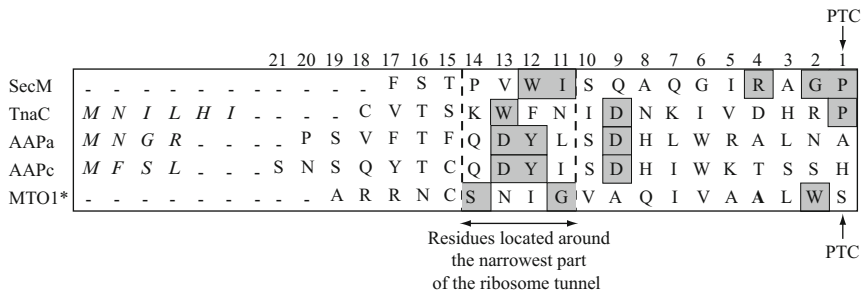 PTC
21 20 19 18 17 16 15 14 13 12 11 10 9 8 7 6 5 4 3 2 1
SecM - - - - - - - - - - - - - F S T P V W I S Q A Q G I R A G P
TnaC M N I L H I - - - - - - C V T S K W F N I D N K I V D H R P
AAPa M N G R - - - - - P S V F T F Q D Y L S D H L W R A L N A
AAPc M F S L - - - - S N S Q Y T C Q D Y I S D H I W K T S S H
MTO1* - - - - - - - - - - - A R R N C S N I G V A Q I V A A L W S
Residues located around
the narrowest part
of the ribosome tunnel
PTC